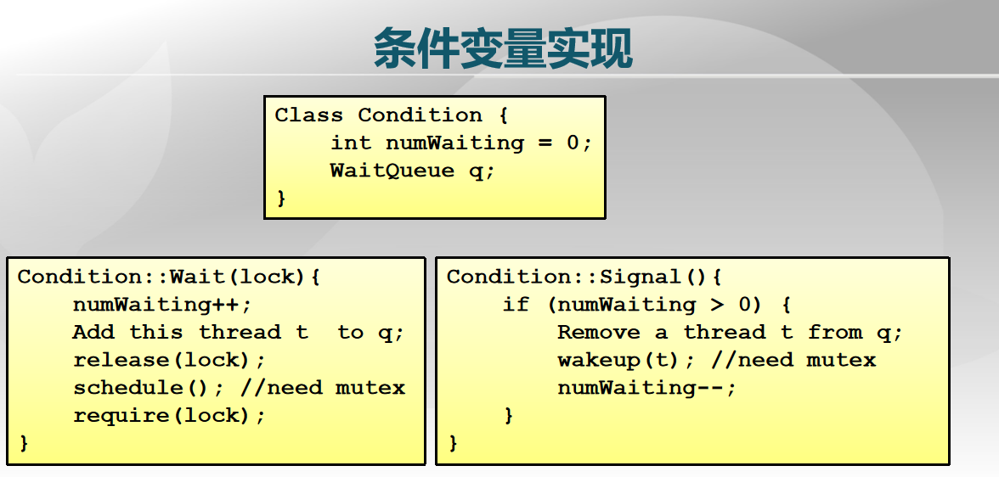 条件变量实现
Class Condition {
    int numWaiting = 0;
    WaitQueue q;
}
Condition::Wait(lock){
    numWaiting++;
    Add this thread t  to q;
    release(lock);
    schedule(); //need mutex
    require(lock);
}
Condition::Signal(){
    if (numWaiting > 0) {
        Remove a thread t from q;
        wakeup(t); //need mutex
        numWaiting--;
    }
}